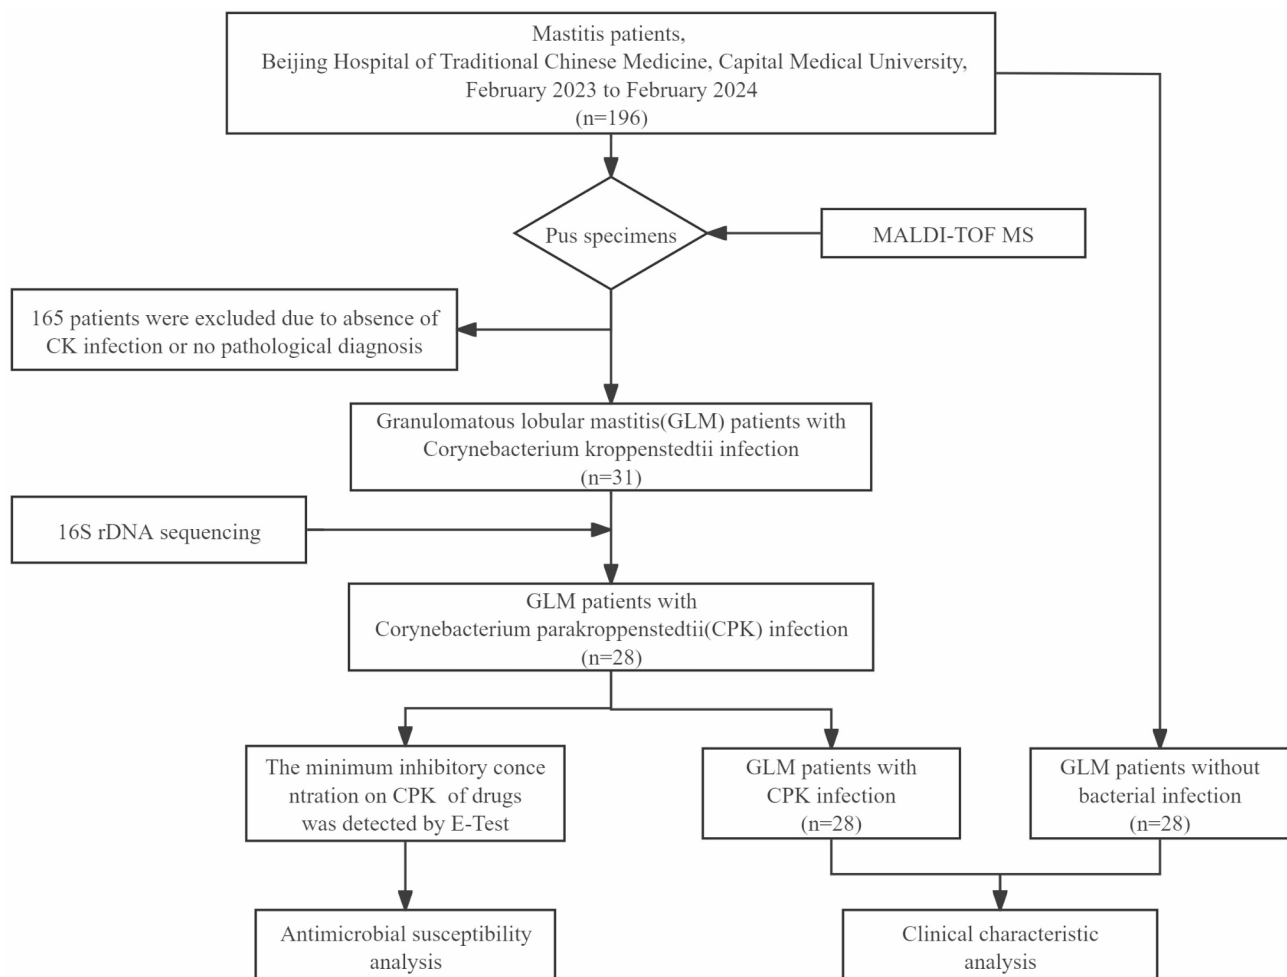 Mastitis patients,
Beijing Hospital of Traditional Chinese Medicine, Capital Medical University,
February 2023 to February 2024
(n=196)
Pus specimens
MALDI-TOF MS
165 patients were excluded due to absence of
CK infection or no pathological diagnosis
Granulomatous lobular mastitis(GLM) patients with
Corynebacterium kroppenstedtii infection
(n=31)
16S rDNA sequencing
GLM patients with
Corynebacterium parakroppenstedtii(CPK) infection
(n=28)
The minimum inhibitory conce
ntration on CPK of drugs
was detected by E-Test
GLM patients with
CPK infection
(n=28)
GLM patients without
bacterial infection
(n=28)
Antimicrobial susceptibility
analysis
Clinical characteristic
analysis